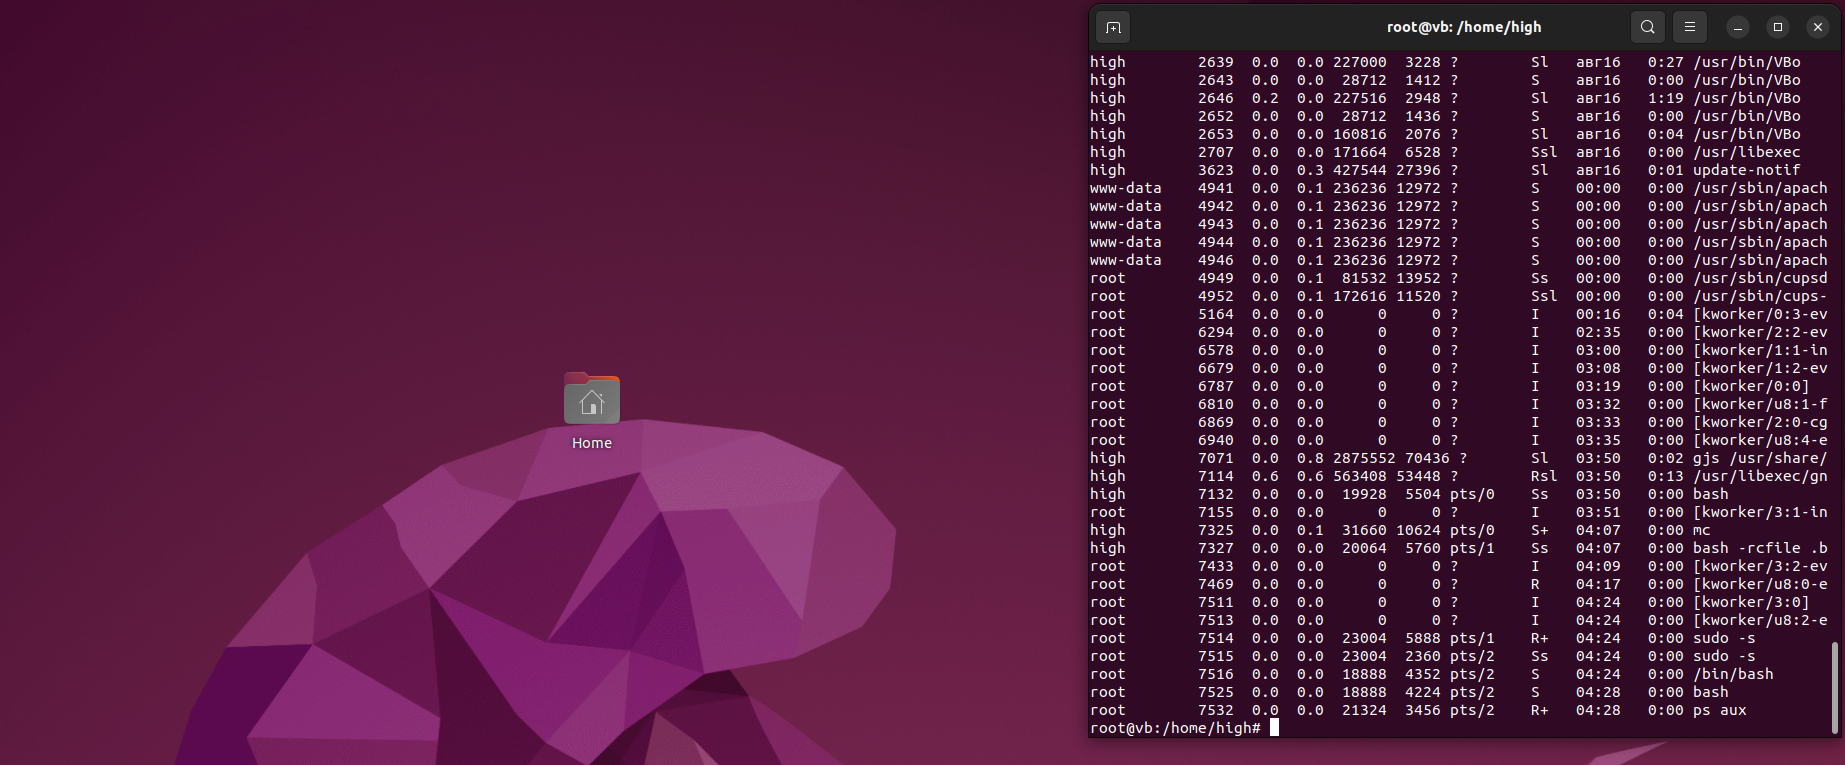 Home
root@vb: /home/high
high 2639 0.0 0.0 227000 3228 ? Sl авг16 0:27 /usr/bin/VBo
high 2643 0.0 0.0 28712 1412 ? S авг16 0:00 /usr/bin/VBo
high 2646 0.2 0.0 227516 2948 ? Sl авг16 1:19 /usr/bin/VBo
high 2652 0.0 0.0 28712 1436 ? S авг16 0:00 /usr/bin/VBo
high 2653 0.0 0.0 160816 2076 ? Sl авг16 0:04 /usr/bin/VBo
high 2707 0.0 0.0 171664 6528 ? Ssl авг16 0:00 /usr/libexec
high 3623 0.0 0.3 427544 27396 ? Sl авг16 0:01 update-notif
www-data 4941 0.0 0.1 236236 12972 ? S 00:00 0:00 /usr/sbin/apach
www-data 4942 0.0 0.1 236236 12972 ? S 00:00 0:00 /usr/sbin/apach
www-data 4943 0.0 0.1 236236 12972 ? S 00:00 0:00 /usr/sbin/apach
www-data 4944 0.0 0.1 236236 12972 ? S 00:00 0:00 /usr/sbin/apach
www-data 4946 0.0 0.1 236236 12972 ? S 00:00 0:00 /usr/sbin/apach
root 4949 0.0 0.1 81532 13952 ? Ss 00:00 0:00 /usr/sbin/cupsd
root 4952 0.0 0.1 172616 11520 ? Ssl 00:00 0:00 /usr/sbin/cups-
root 5164 0.0 0.0 0 0 ? I 00:16 0:04 [kworker/0:3-ev
root 6294 0.0 0.0 0 0 ? I 02:35 0:00 [kworker/2:2-ev
root 6578 0.0 0.0 0 0 ? I 03:00 0:00 [kworker/1:1-in
root 6679 0.0 0.0 0 0 ? I 03:08 0:00 [kworker/1:2-ev
root 6787 0.0 0.0 0 0 ? I 03:19 0:00 [kworker/0:0]
root 6810 0.0 0.0 0 0 ? I 03:32 0:00 [kworker/u8:1-f
root 6869 0.0 0.0 0 0 ? I 03:33 0:00 [kworker/2:0-cg
root 6940 0.0 0.0 0 0 ? I 03:35 0:00 [kworker/u8:4-e
high 7071 0.0 0.8 2875552 70436 ? Sl 03:50 0:02 gjs /usr/share/
high 7114 0.6 0.6 563408 53448 ? Rsl 03:50 0:13 /usr/libexec/gn
high 7132 0.0 0.0 19928 5504 pts/0 Ss 03:50 0:00 bash
root 7155 0.0 0.0 0 0 ? I 03:51 0:00 [kworker/3:1-in
high 7325 0.0 0.1 31660 10624 pts/0 S+ 04:07 0:00 mc
high 7327 0.0 0.0 20064 5760 pts/1 Ss 04:07 0:00 bash -rcfile .b
root 7433 0.0 0.0 0 0 ? I 04:09 0:00 [kworker/3:2-ev
root 7469 0.0 0.0 0 0 ? R 04:17 0:00 [kworker/u8:0-e
root 7511 0.0 0.0 0 0 ? I 04:24 0:00 [kworker/3:0]
root 7513 0.0 0.0 0 0 ? I 04:24 0:00 [kworker/u8:2-e
root 7514 0.0 0.0 23004 5888 pts/1 R+ 04:24 0:00 sudo -s
root 7515 0.0 0.0 23004 2360 pts/2 Ss 04:24 0:00 sudo -s
root 7516 0.0 0.0 18888 4352 pts/2 S 04:24 0:00 /bin/bash
root 7525 0.0 0.0 18888 4224 pts/2 S 04:28 0:00 bash
root 7532 0.0 0.0 21324 3456 pts/2 R+ 04:28 0:00 ps aux
root@vb:/home/high#